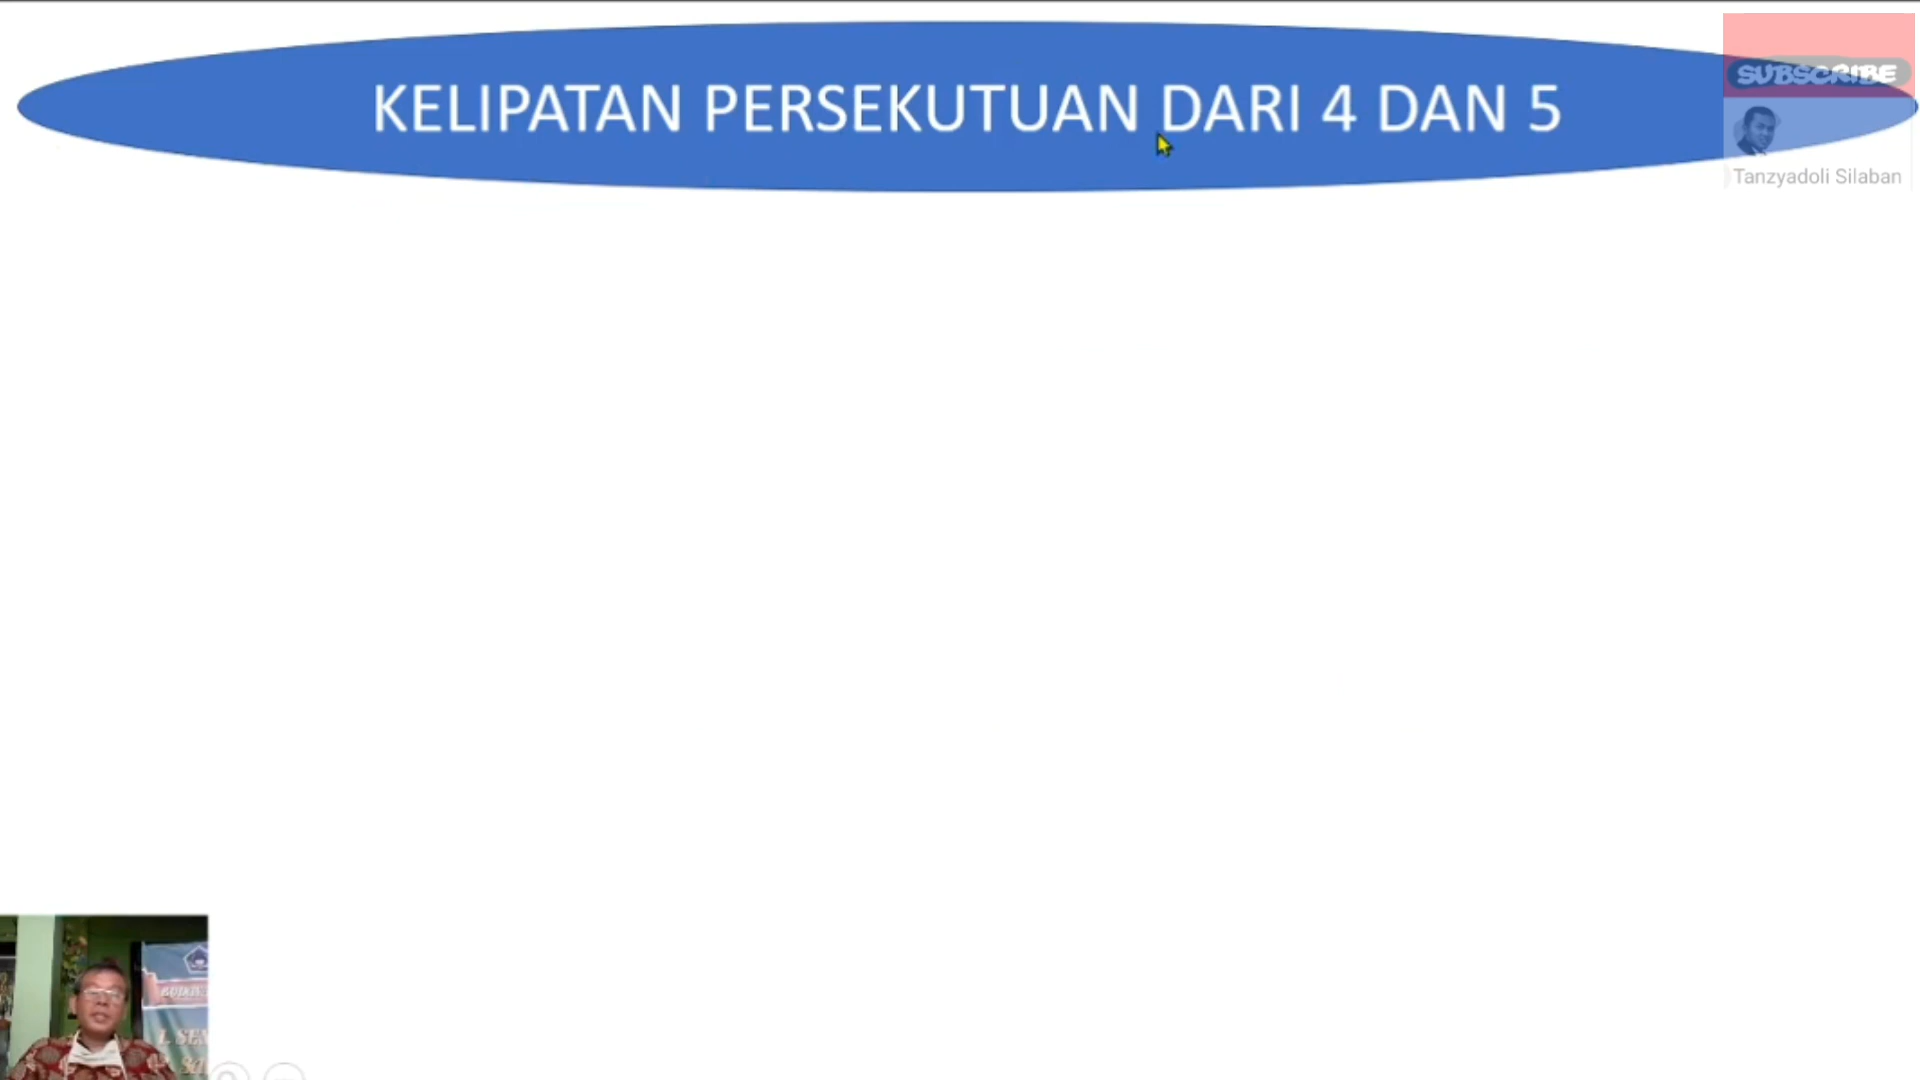 KELIPATAN PERSEKUTUAN DARI 4 DAN 5
SUBSCRIBE
Tanzyadoli Silaban